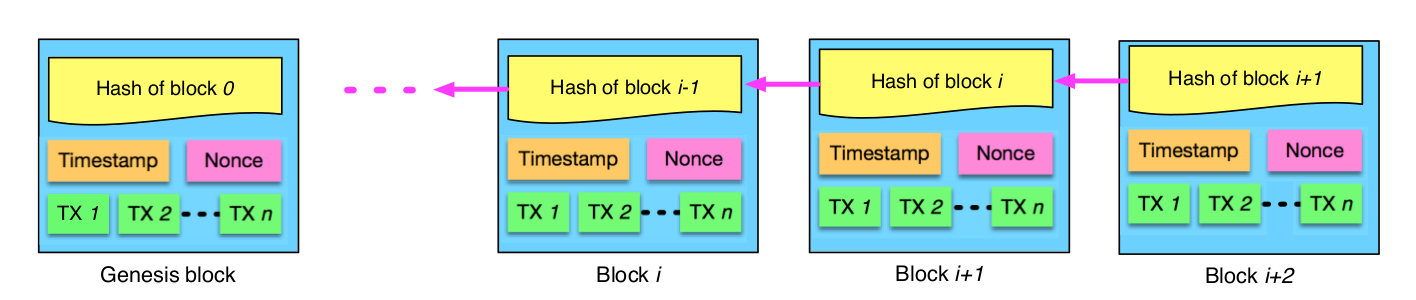 Hash of block 0
Timestamp
Nonce
TX 1
TX 2
TX n
Genesis block
Hash of block i-1
Timestamp
Nonce
TX 1
TX 2
TX n
Block i
Hash of block i
Timestamp
Nonce
TX 1
TX 2
TX n
Block i+1
Hash of block i+1
Timestamp
Nonce
TX 1
TX 2
TX n
Block i+2